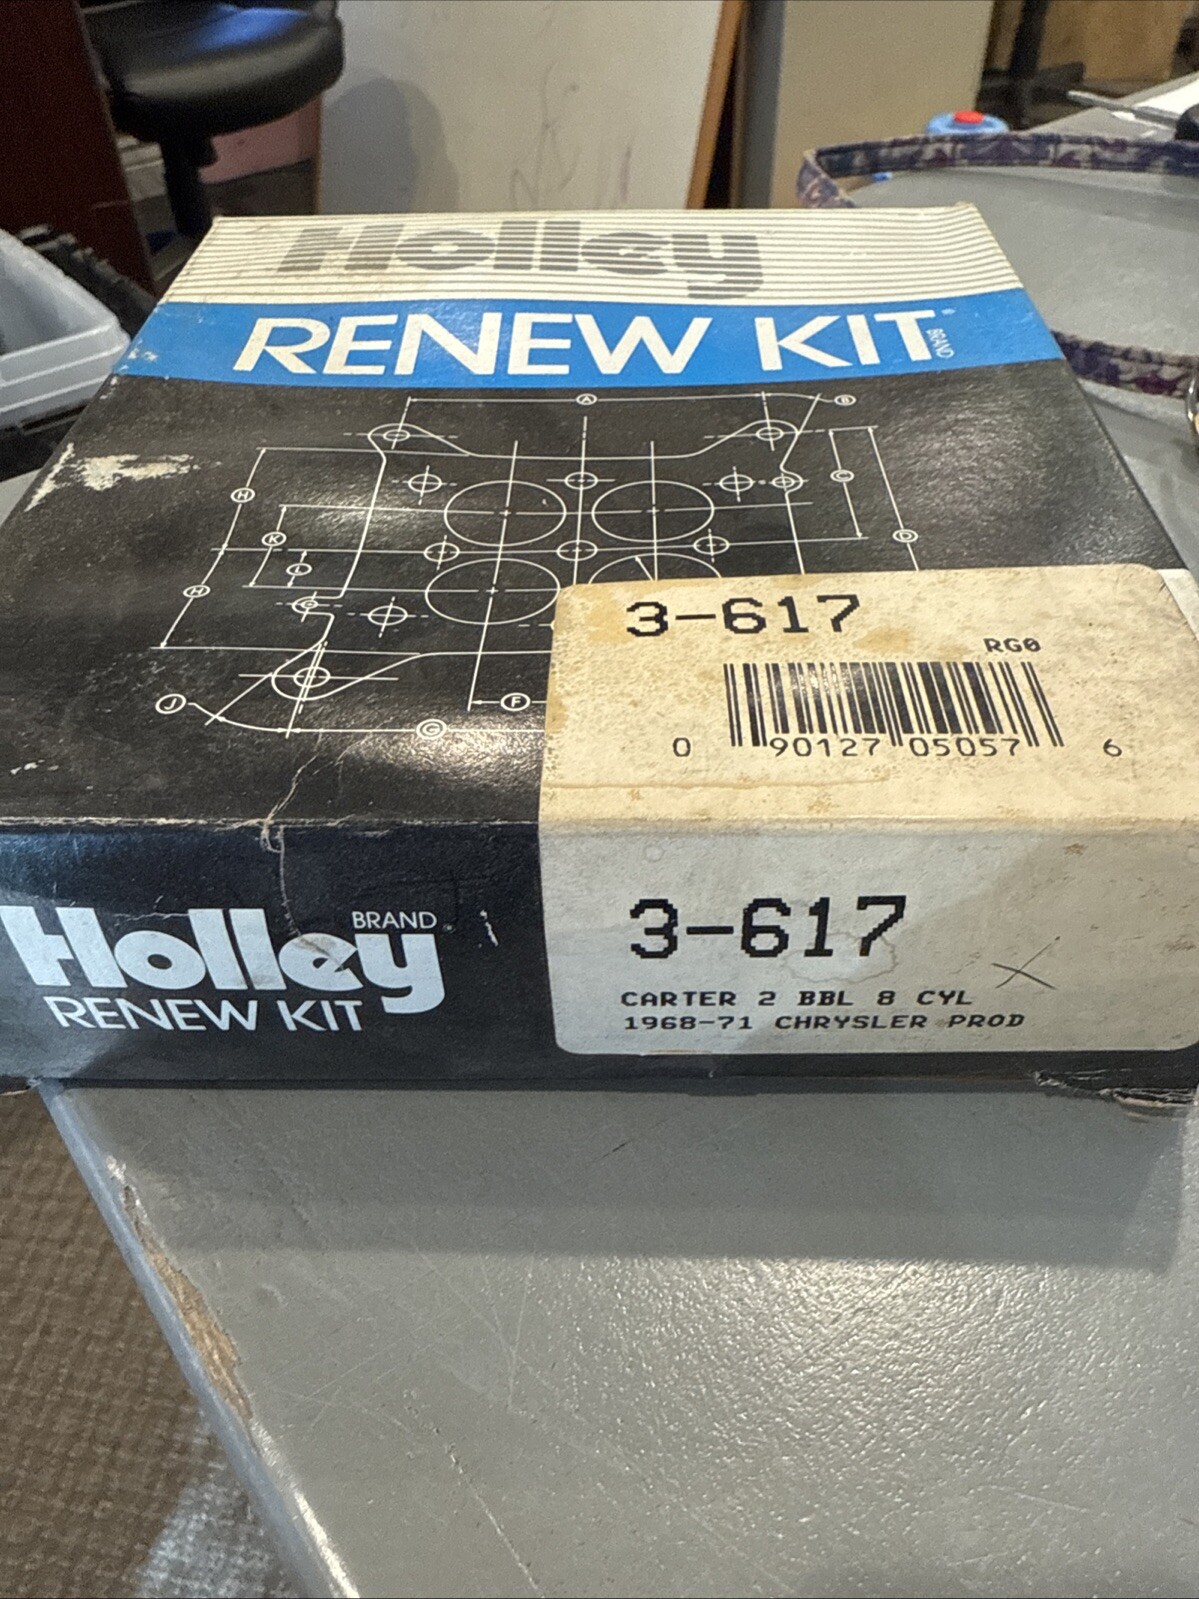 Holley
RENEW KIT BRAND
A
B
H
C
K
D
L
H
G
E
J
F
G
3-617
RG0
0 90127 05057 6
Holley BRAND
RENEW KIT
3-617
CARTER 2 BBL 8 CYL
1968-71 CHRYSLER PROD